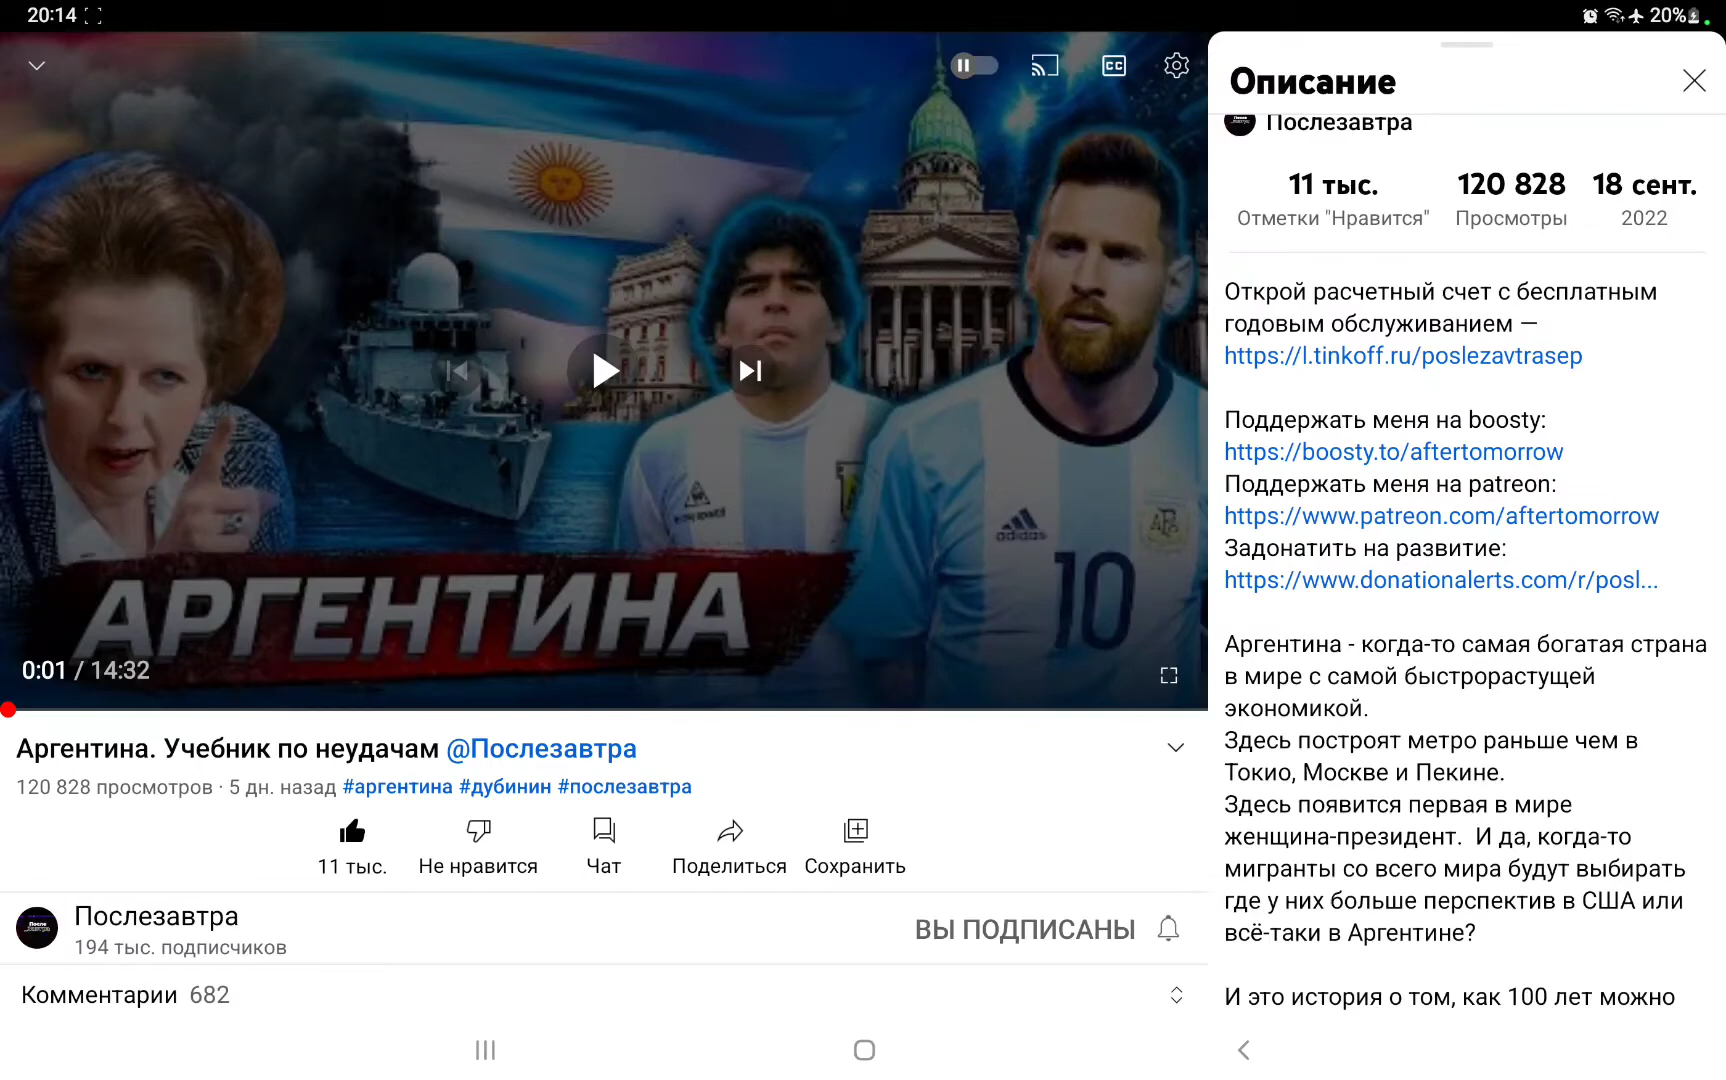 20:14
20%
Описание
Послезавтра
11 тыс.
120 828
18 сент.
Отметки "Нравится"
Просмотры
2022
Открой расчетный счет с бесплатным
годовым обслуживанием —
https://l.tinkoff.ru/poslezavtrasep
Поддержать меня на boosty:
https://boosty.to/aftertomorrow
Поддержать меня на patreon:
https://www.patreon.com/aftertomorrow
Задонатить на развитие:
https://www.donationalerts.com/r/posl...
Аргентина - когда-то самая богатая страна
в мире с самой быстрорастущей
экономикой.
Здесь построят метро раньше чем в
Токио, Москве и Пекине.
Здесь появится первая в мире
женщина-президент.  И да, когда-то
мигранты со всего мира будут выбирать
где у них больше перспектив в США или
всё-таки в Аргентине?
И это история о том, как 100 лет можно
CC
adidas
AFA
10
АРГЕНТИНА
0:01 / 14:32
Аргентина. Учебник по неудачам @Послезавтра
120 828 просмотров · 5 дн. назад #аргентина #дубинин #послезавтра
11 тыс.
Не нравится
Чат
Поделиться
Сохранить
Послезавтра
194 тыс. подписчиков
ВЫ ПОДПИСАНЫ
Комментарии 682